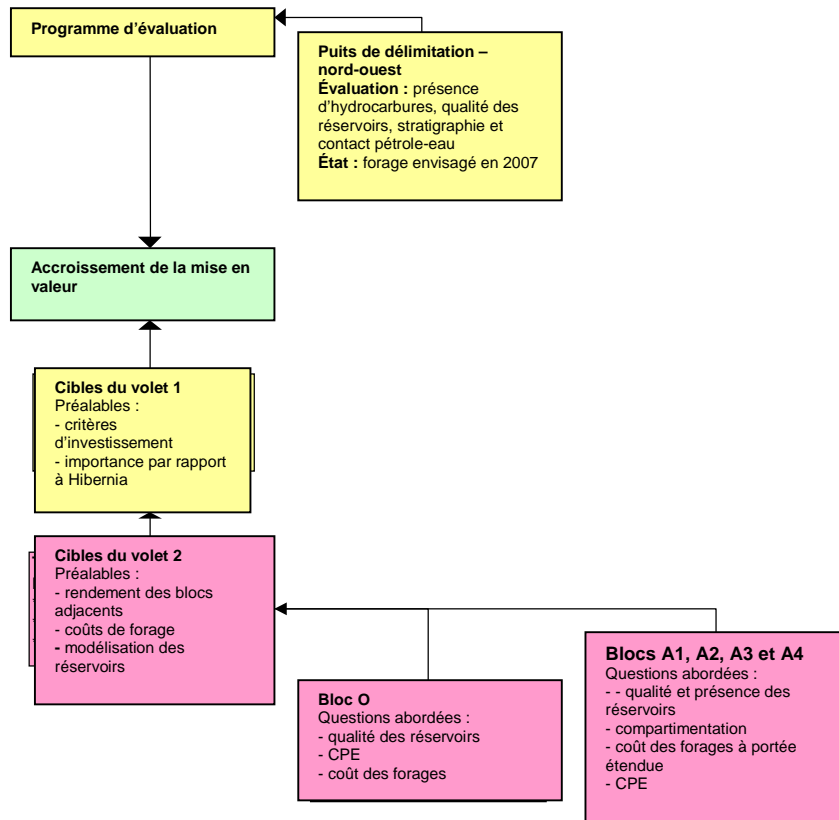 Programme d'évaluation
Puits de délimitation –
nord-ouest
Évaluation : présence
d'hydrocarbures, qualité des
réservoirs, stratigraphie et
contact pétrole-eau
État : forage envisagé en 2007
Accroissement de la mise en
valeur
Cibles du volet 1
Préalables :
- critères
d'investissement
- importance par rapport
à Hibernia
Cibles du volet 2
Préalables :
- rendement des blocs
adjacents
- coûts de forage
- modélisation des
réservoirs
Bloc O
Questions abordées :
- qualité des réservoirs
- CPE
- coût des forages
Blocs A1, A2, A3 et A4
Questions abordées :
- - qualité et présence des
réservoirs
- compartimentation
- coût des forages à portée
étendue
- CPE